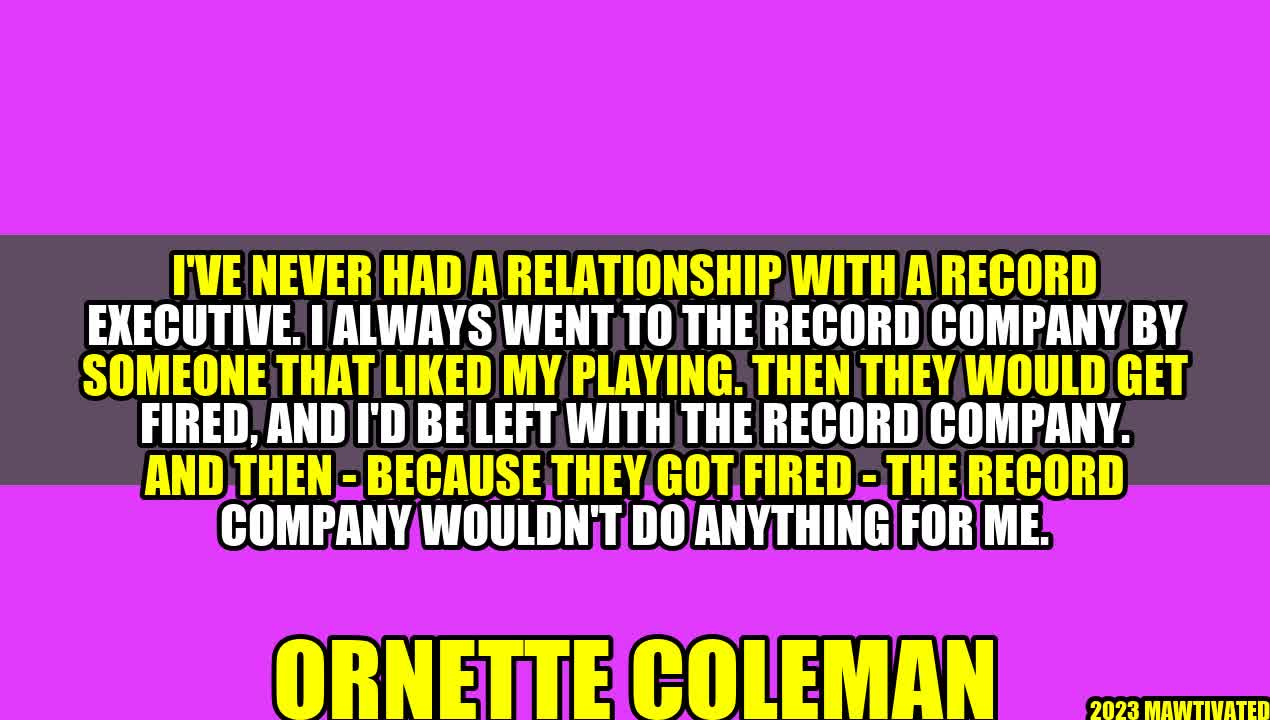 I'VE NEVER HAD A RELATIONSHIP WITH A RECORD
EXECUTIVE. I ALWAYS WENT TO THE RECORD COMPANY BY
SOMEONE THAT LIKED MY PLAYING. THEN THEY WOULD GET
FIRED, AND I'D BE LEFT WITH THE RECORD COMPANY.
AND THEN - BECAUSE THEY GOT FIRED - THE RECORD
COMPANY WOULDN'T DO ANYTHING FOR ME.
ORNETTE COLEMAN
2023 MAWTIVATED